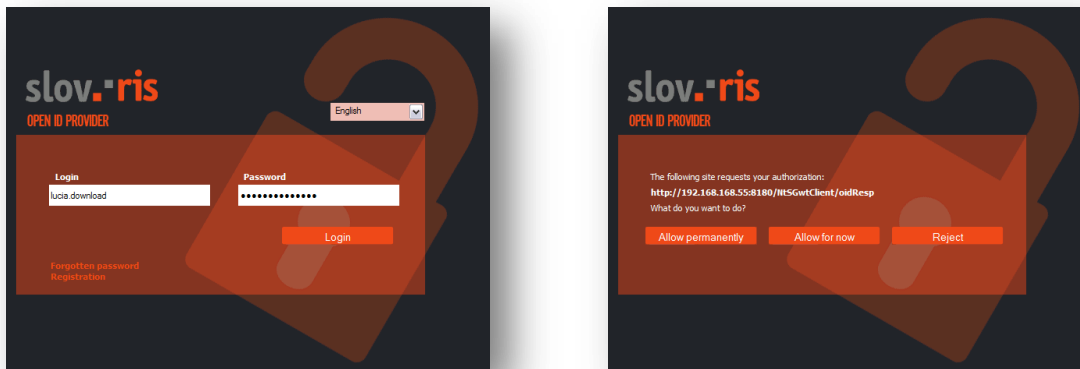 slov.ris
OPEN ID PROVIDER
English
Login
Password
lucia.download
••••••••••••••
Login
Forgotten password
Registration
slov.ris
OPEN ID PROVIDER
The following site requests your authorization:
http://192.168.168.55:8180/NtSGwtClient/oidResp
What do you want to do?
Allow permanently
Allow for now
Reject